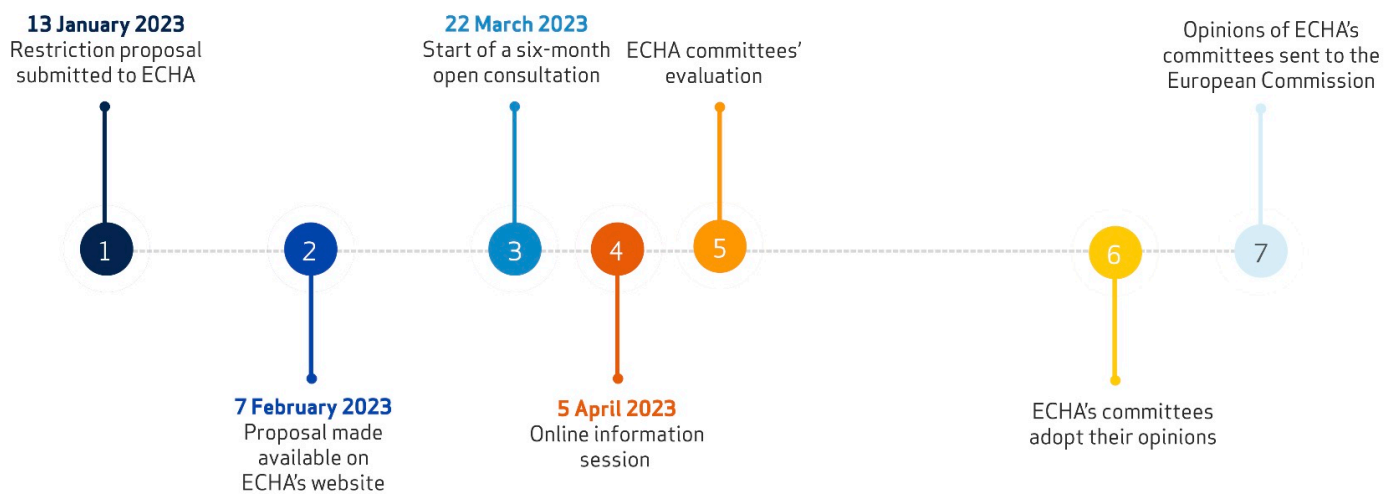 13 January 2023
Restriction proposal
submitted to ECHA
22 March 2023
Start of a six-month
open consultation
ECHA committees’
evaluation
Opinions of ECHA’s
committees sent to the
European Commission
1
2
3
4
5
6
7
7 February 2023
Proposal made
available on
ECHA’s website
5 April 2023
Online information
session
ECHA’s committees
adopt their opinions